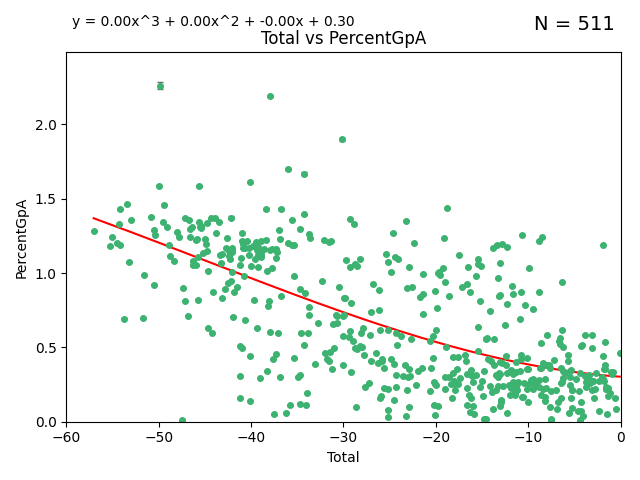 y = 0.00x^3 + 0.00x^2 + -0.00x + 0.30
N = 511
Total vs PercentGpA
PercentGpA
2.0
1.5
1.0
0.5
0.0
−60
−50
−40
−30
−20
−10
0
Total